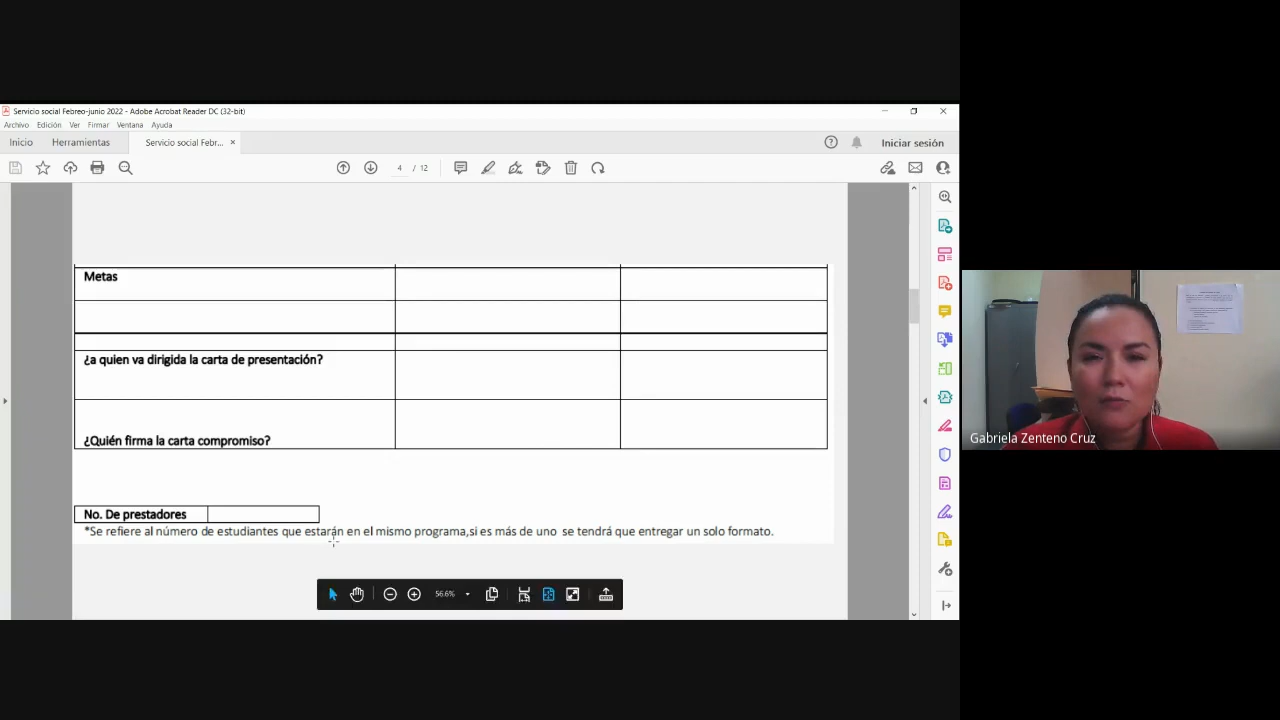 Servicio social Febreo-junio 2022 - Adobe Acrobat Reader DC (32-bit)
Archivo Edición Ver Firmar Ventana Ayuda
Inicio Herramientas Servicio social Febr... × Iniciar sesión
4 / 12
Metas
¿a quien va dirigida la carta de presentación?
¿Quién firma la carta compromiso?
No. De prestadores
*Se refiere al número de estudiantes que estarán en el mismo programa,si es más de uno se tendrá que entregar un solo formato.
56.6%
Gabriela Zenteno Cruz